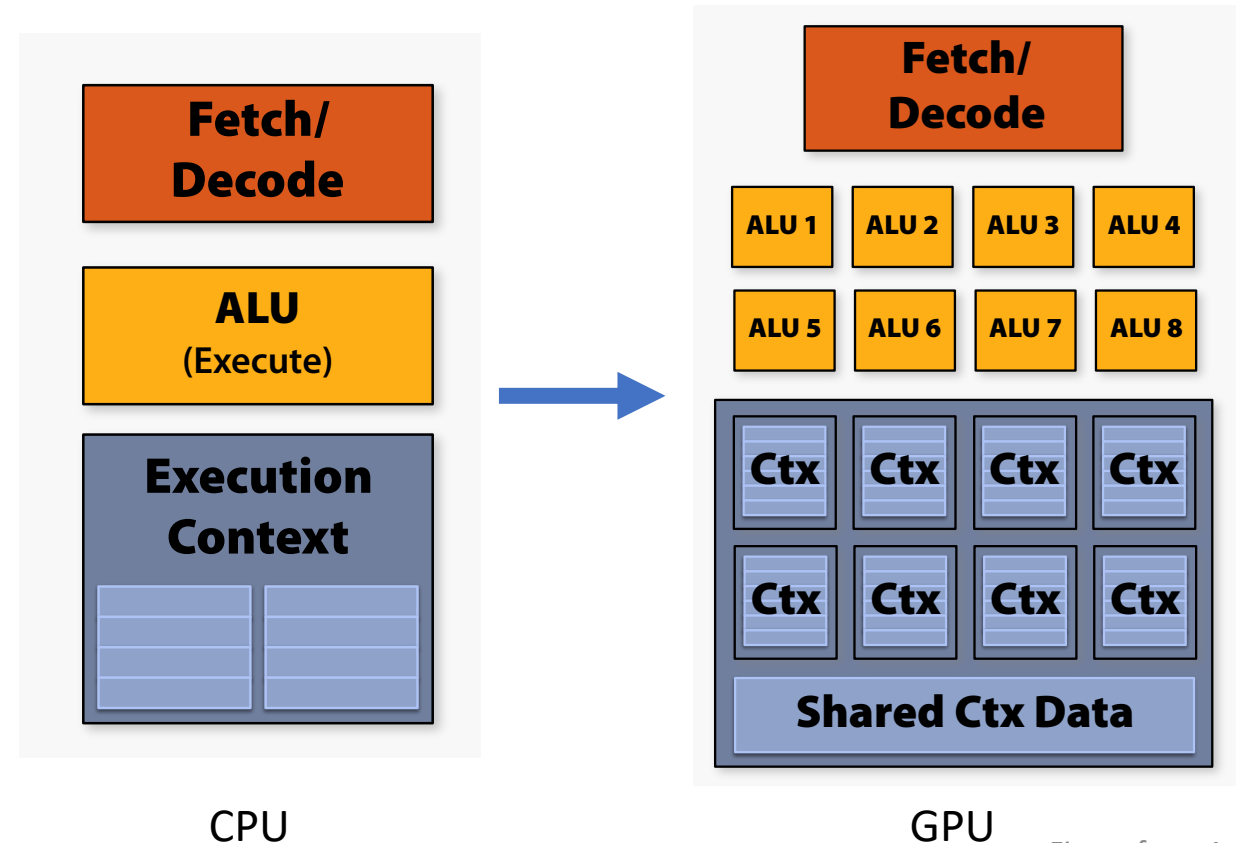 Fetch/
Decode
ALU
(Execute)
Execution
Context
CPU
Fetch/
Decode
ALU 1 ALU 2 ALU 3 ALU 4
ALU 5 ALU 6 ALU 7 ALU 8
Ctx Ctx Ctx Ctx
Ctx Ctx Ctx Ctx
Shared Ctx Data
GPU